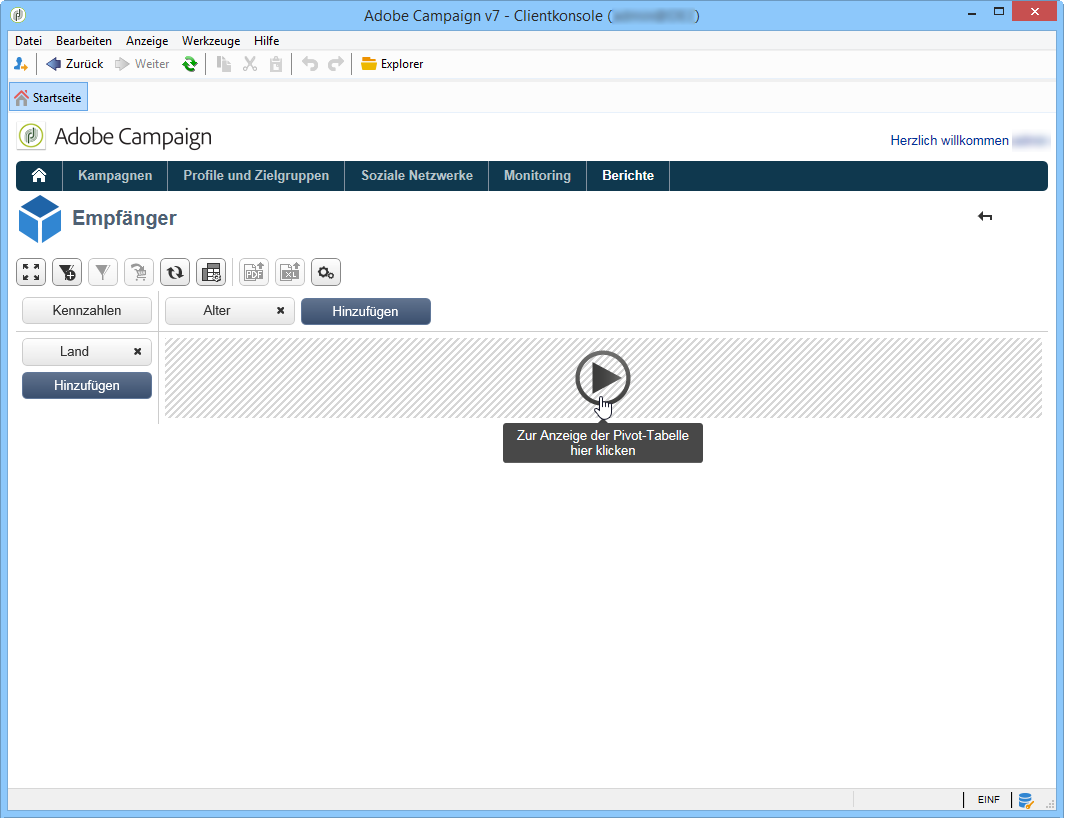 Adobe Campaign v7 - Clientkonsole (
)
Datei Bearbeiten Anzeige Werkzeuge Hilfe
Zurück Weiter Explorer
Startseite
Adobe Campaign
Herzlich willkommen
Kampagnen Profile und Zielgruppen Soziale Netzwerke Monitoring Berichte
Empfänger
PDF XL
Kennzahlen Alter Hinzufügen
Land
Hinzufügen
Zur Anzeige der Pivot-Tabelle
hier klicken
EINF